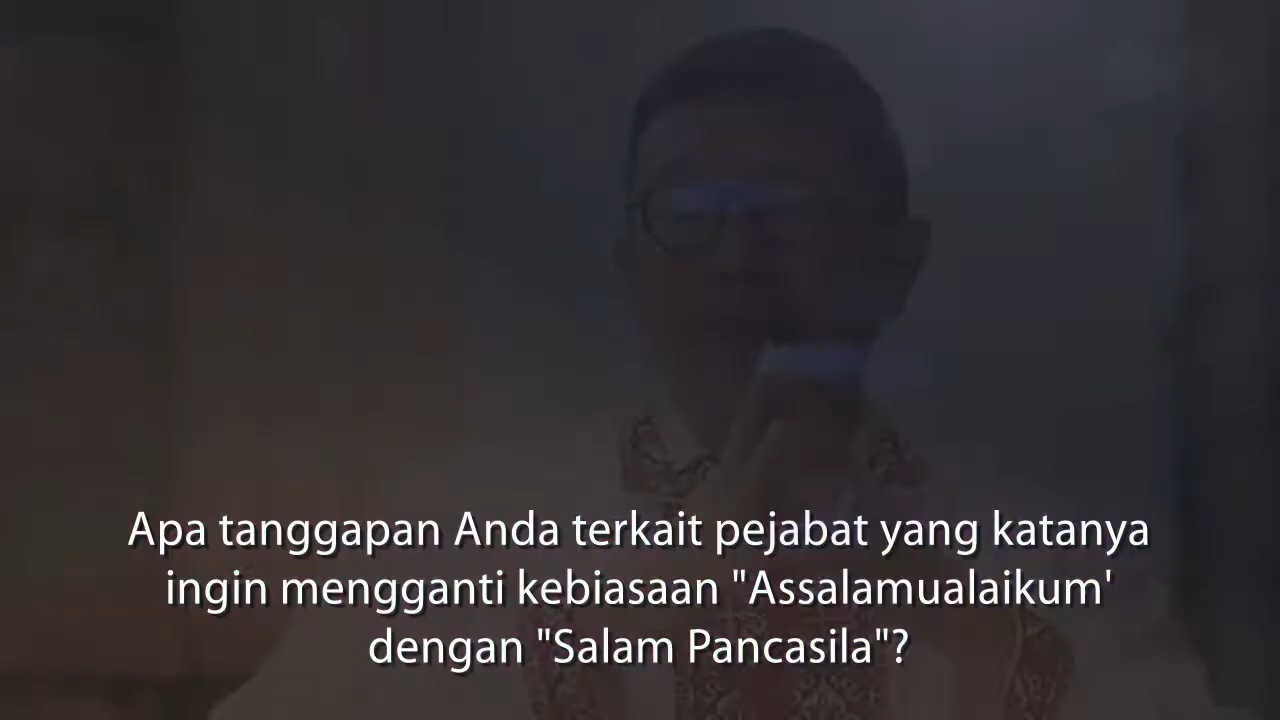 Apa tanggapan Anda terkait pejabat yang katanya
ingin mengganti kebiasaan "Assalamualaikum'
dengan "Salam Pancasila"?